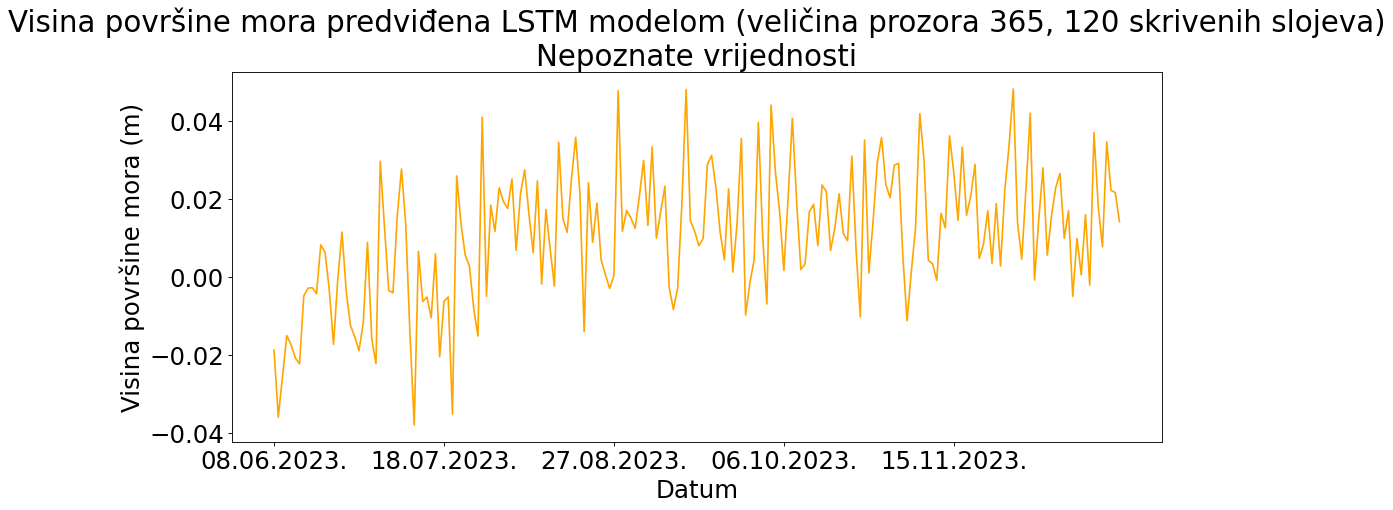 Visina površine mora predviđena LSTM modelom (veličina prozora 365, 120 skrivenih slojeva)
Nepoznate vrijednosti
Visina površine mora (m)
0.04
0.02
0.00
−0.02
−0.04
08.06.2023. 18.07.2023. 27.08.2023. 06.10.2023. 15.11.2023.
Datum